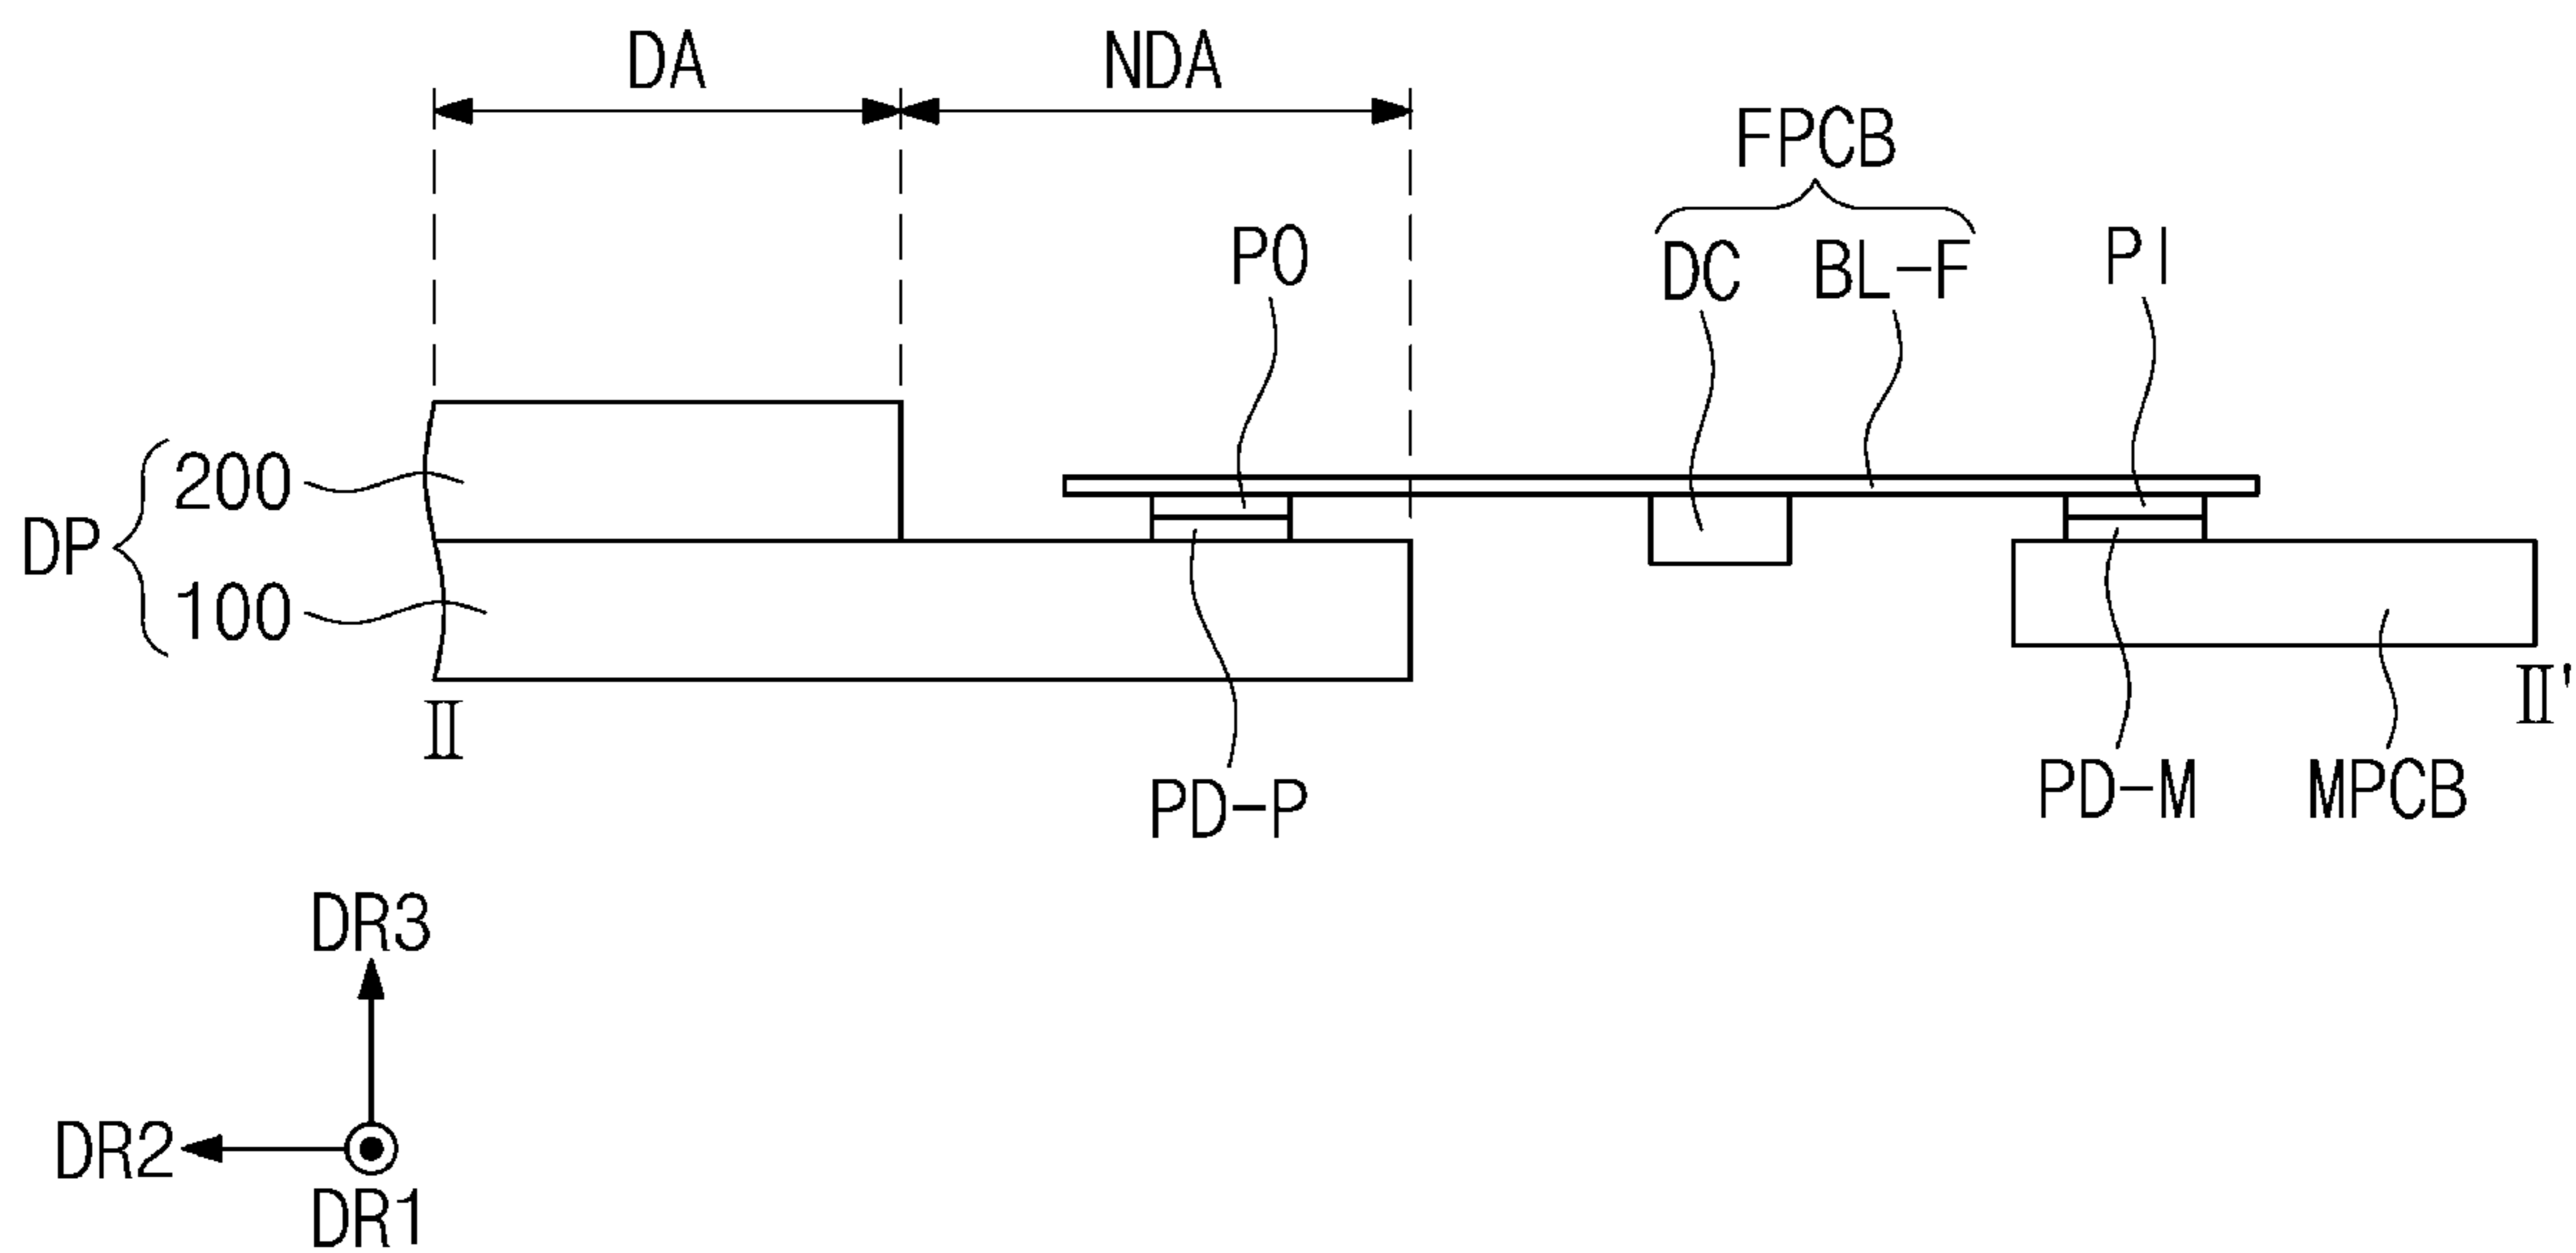 DA NDA
FPCB
PO DC BL-F PI
200
DP
100
II II'
PD-P PD-M MPCB
DR3
DR2
DR1